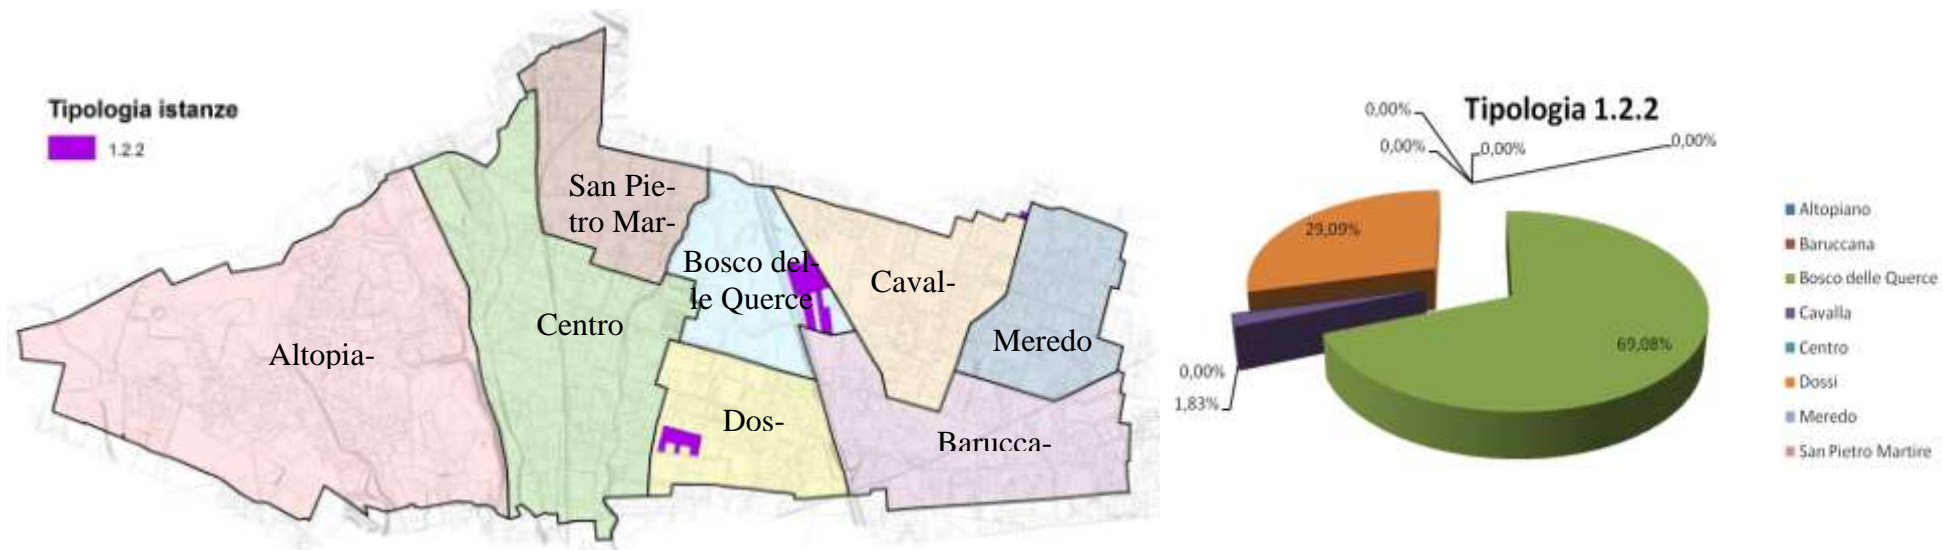 Tipologia istanze
1.2.2
San Pie-
tro Mar-
Bosco del-
le Querce
Caval-
Centro
Meredo
Altopia-
Dos-
Barucca-
Tipologia 1.2.2
0,00%
0,00%
0,00%
0,00%
29,09%
69,08%
0,00%
1,83%
Altopiano
Baruccana
Bosco delle Querce
Cavalla
Centro
Dossi
Meredo
San Pietro Martire